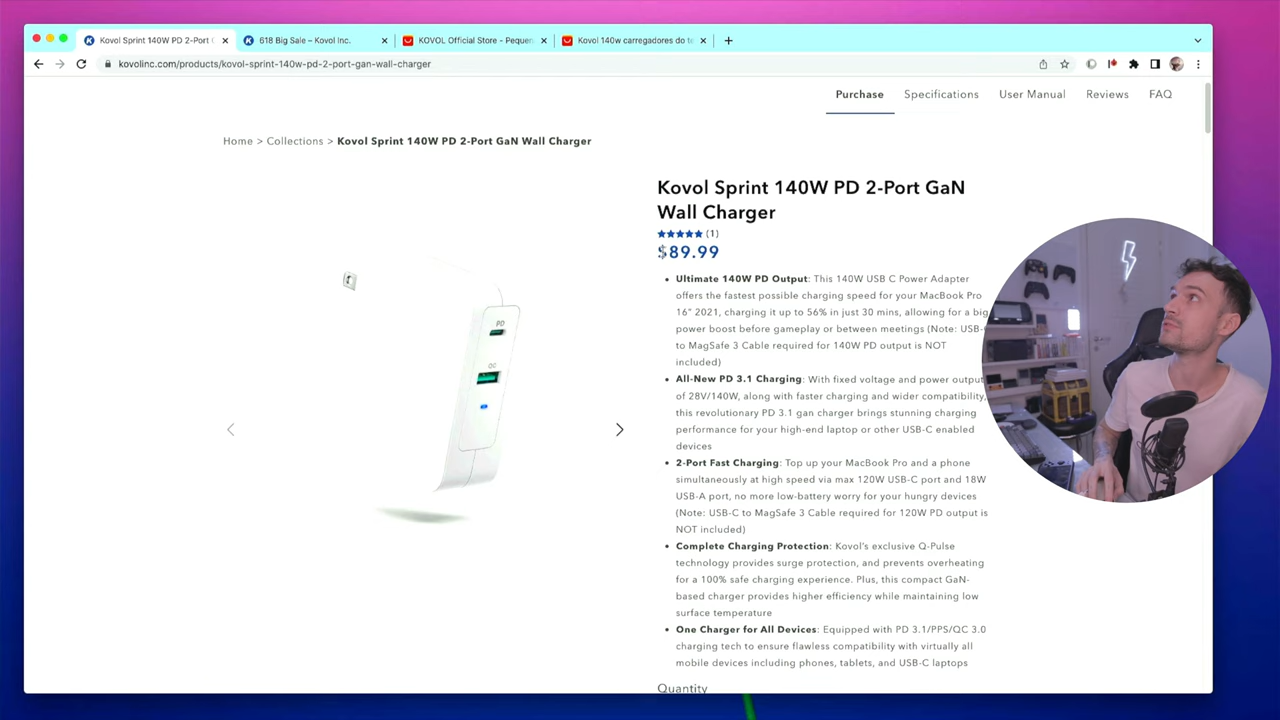 Kovol Sprint 140W PD 2-Port G
618 Big Sale – Kovol Inc.
KOVOL Official Store - Pequen
Kovol 140w carregadores do te
kovolinc.com/products/kovol-sprint-140w-pd-2-port-gan-wall-charger
Purchase Specifications User Manual Reviews FAQ
Home > Collections > Kovol Sprint 140W PD 2-Port GaN Wall Charger
Kovol Sprint 140W PD 2-Port GaN
Wall Charger
(1)
$89.99
Ultimate 140W PD Output: This 140W USB C Power Adapter
offers the fastest possible charging speed for your MacBook Pro
16" 2021, charging it up to 56% in just 30 mins, allowing for a big
power boost before gameplay or between meetings (Note: USB-C
to MagSafe 3 Cable required for 140W PD output is NOT
included)
All-New PD 3.1 Charging: With fixed voltage and power output
of 28V/140W, along with faster charging and wider compatibility,
this revolutionary PD 3.1 gan charger brings stunning charging
performance for your high-end laptop or other USB-C enabled
devices
2-Port Fast Charging: Top up your MacBook Pro and a phone
simultaneously at high speed via max 120W USB-C port and 18W
USB-A port, no more low-battery worry for your hungry devices
(Note: USB-C to MagSafe 3 Cable required for 120W PD output is
NOT included)
Complete Charging Protection: Kovol's exclusive Q-Pulse
technology provides surge protection, and prevents overheating
for a 100% safe charging experience. Plus, this compact GaN-
based charger provides higher efficiency while maintaining low
surface temperature
One Charger for All Devices: Equipped with PD 3.1/PPS/QC 3.0
charging tech to ensure flawless compatibility with virtually all
mobile devices including phones, tablets, and USB-C laptops
Quantity
PD
QC